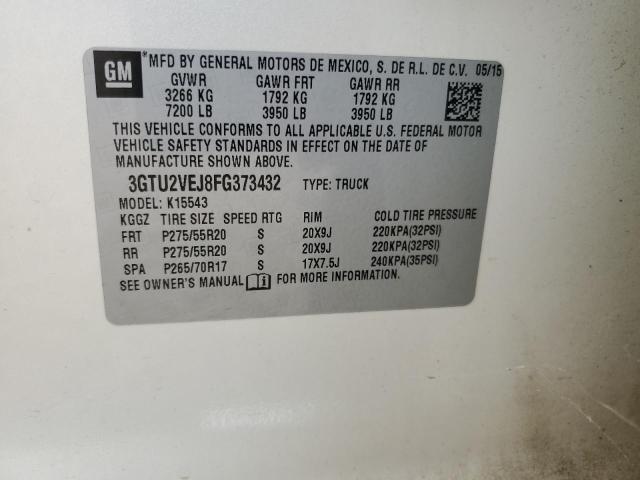 GM
*MFD BY GENERAL MOTORS DE MEXICO, S. DE R.L. DE C.V. 05/15
GVWR GAWR FRT GAWR RR
3266 KG 1792 KG 1792 KG
7200 LB 3950 LB 3950 LB
THIS VEHICLE CONFORMS TO ALL APPLICABLE U.S. FEDERAL MOTOR
VEHICLE SAFETY STANDARDS IN EFFECT ON THE DATE OF
MANUFACTURE SHOWN ABOVE.
3GTU2VEJ8FG373432 TYPE: TRUCK
MODEL: K15543
KGGZ TIRE SIZE SPEED RTG RIM COLD TIRE PRESSURE
FRT P275/55R20 S 20X9J 220KPA(32PSI)
RR P275/55R20 S 20X9J 220KPA(32PSI)
SPA P265/70R17 S 17X7.5J 240KPA(35PSI)
SEE OWNER'S MANUAL FOR MORE INFORMATION.